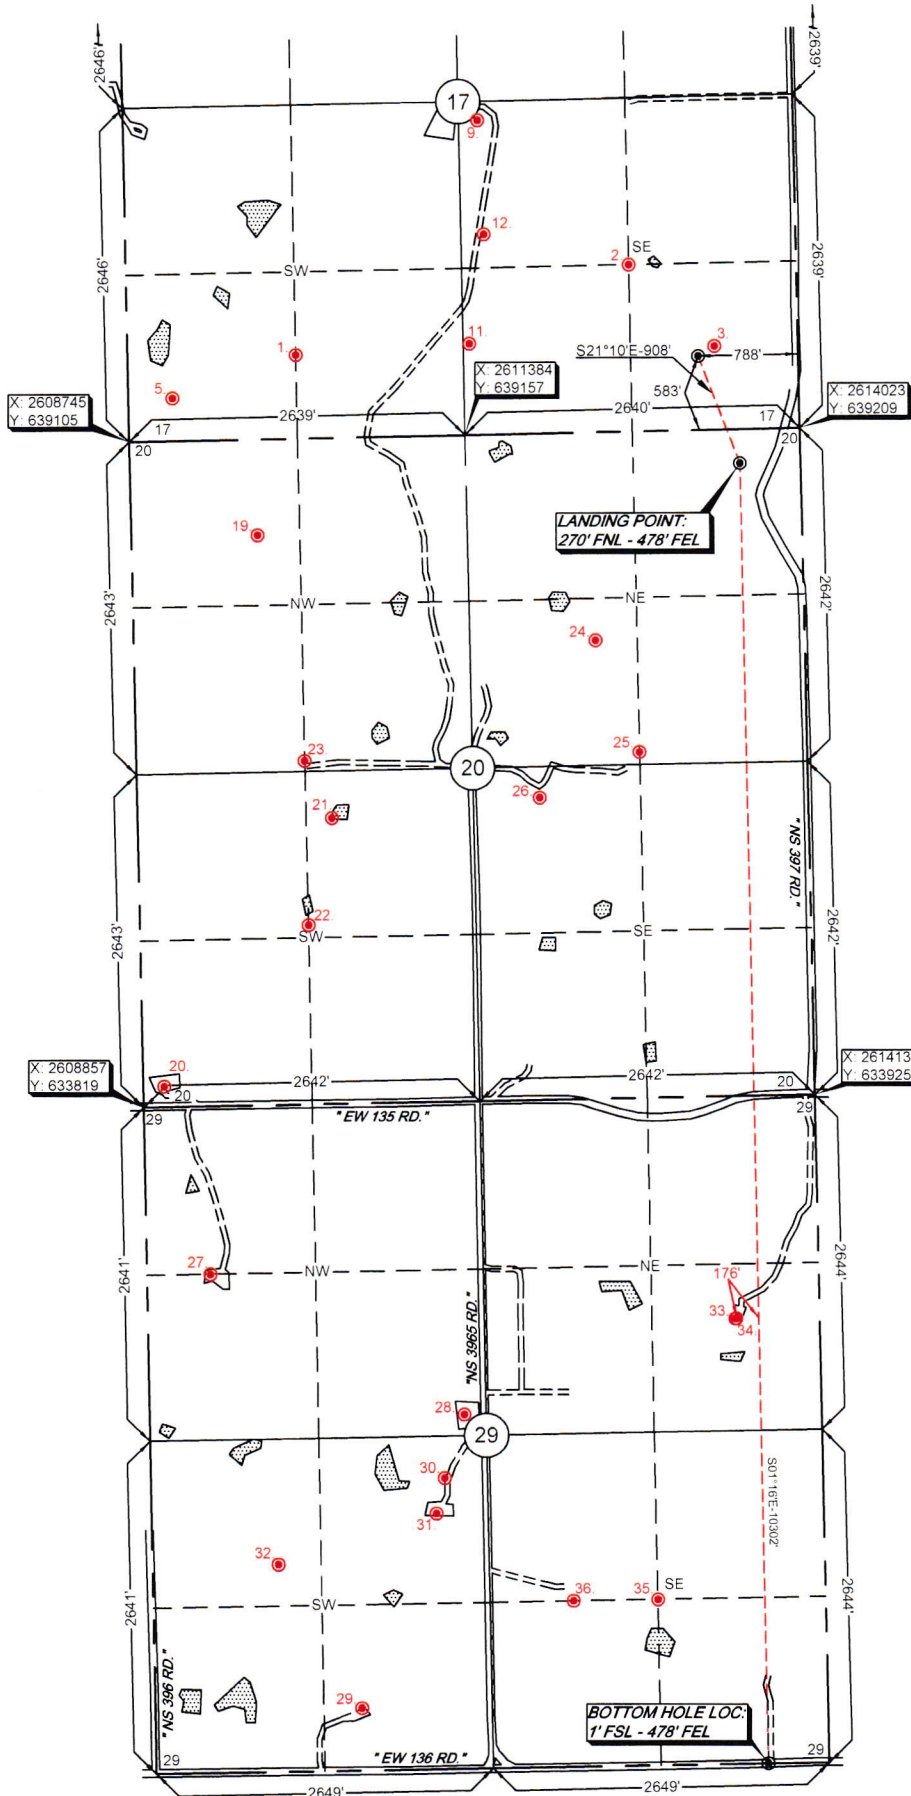 2646'
2639'
17
9.
12.
SE
2.
SW
2646'
2639'
11.
3.
1.
S21°10'E-908'
788'
5.
X: 2611384
Y: 639157
583'
X: 2608745
Y: 639105
X: 2614023
Y: 639209
2639'
2640'
17
17
20
20
LANDING POINT:
270' FNL - 478' FEL
19.
2643'
NW
NE
2642'
24.
23.
25.
20
26.
21.
"NS 397 RD."
22
2643'
SW
SE
2642'
X: 2608857
Y: 633819
20.
X: 261413
Y: 633925
2642'
2642'
20
20
29
29
"EW 135 RD."
27.
NW
NE
2641'
2644'
176'
33.
34.
"NS 3965 RD."
28.
29
30.
31.
S01°16'E-10302'
32.
36.
35.
SE
SW
2641'
2644'
"NS 396 RD."
29.
BOTTOM HOLE LOC:
1' FSL - 478' FEL
29
29
"EW 136 RD."
2649'
2649'